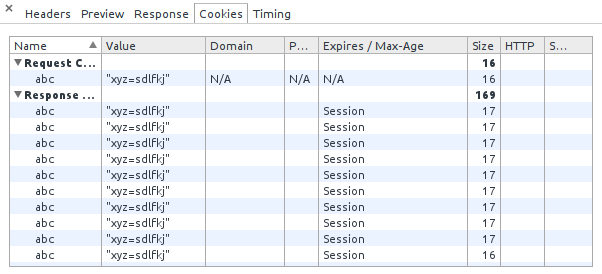 × Headers Preview Response Cookies Timing
Name ▲ Value Domain P... Expires / Max-Age Size HTTP S...
▼Request C... 16
abc "xyz=sdlfkj" N/A N/A N/A 16
▼Response ... 169
abc "xyz=sdlfkj" Session 17
abc "xyz=sdlfkj" Session 17
abc "xyz=sdlfkj" Session 17
abc "xyz=sdlfkj" Session 17
abc "xyz=sdlfkj" Session 17
abc "xyz=sdlfkj" Session 17
abc "xyz=sdlfkj" Session 17
abc "xyz=sdlfkj" Session 17
abc "xyz=sdlfkj" Session 17
abc "xyz=sdlfkj" Session 16